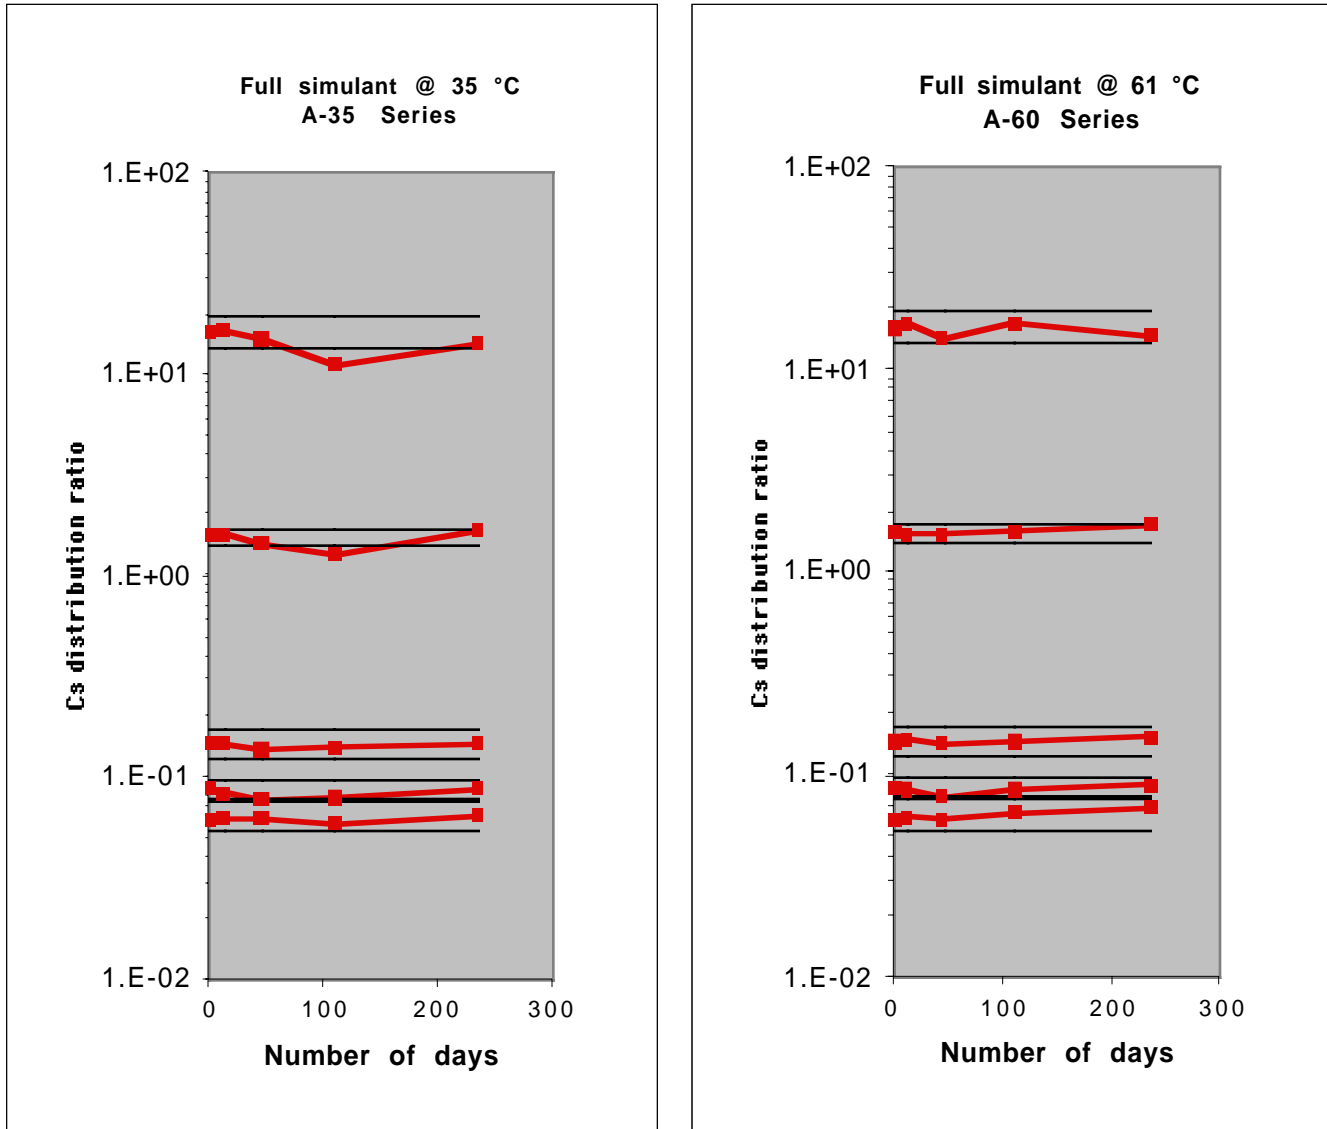 Full simulant @ 35 °C
A-35 Series
1.E+02
1.E+01
1.E+00
1.E-01
1.E-02
Cs distribution ratio
0 100 200 300
Number of days
Full simulant @ 61 °C
A-60 Series
1.E+02
1.E+01
1.E+00
1.E-01
1.E-02
Cs distribution ratio
0 100 200 300
Number of days